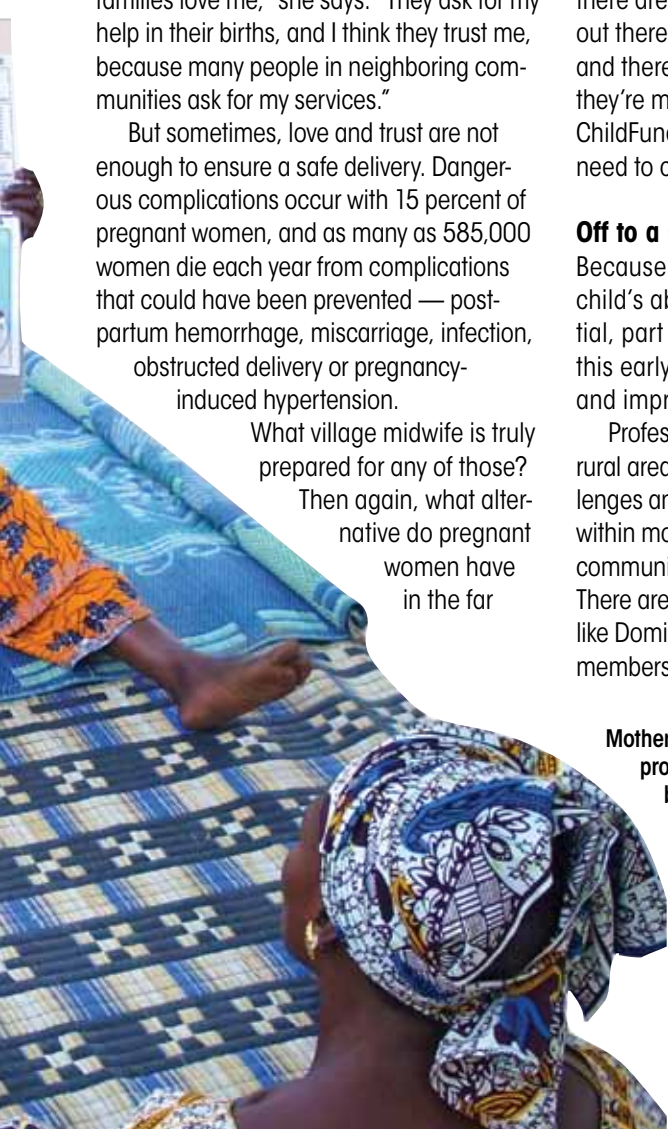 families love me," she says. "They ask for my
help in their births, and I think they trust me,
because many people in neighboring com-
munities ask for my services."
But sometimes, love and trust are not
enough to ensure a safe delivery. Danger-
ous complications occur with 15 percent of
pregnant women, and as many as 585,000
women die each year from complications
that could have been prevented — post-
partum hemorrhage, miscarriage, infection,
obstructed delivery or pregnancy-
induced hypertension.
What village midwife is truly
prepared for any of those?
Then again, what alter-
native do pregnant
women have
in the far
there are
out there
and there
they're m
ChildFun
need to
Off to a
Because
child's a
tial, part
this early
and impr
Profes
rural area
lenges a
within mo
communi
There are
like Domi
members
Mother
pro